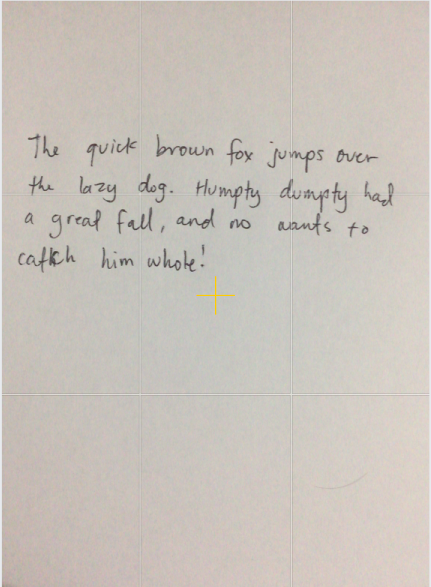 The quick brown fox jumps over
the lazy dog. Humpty dumpty had
a great fall, and no wants to
catch him whole!